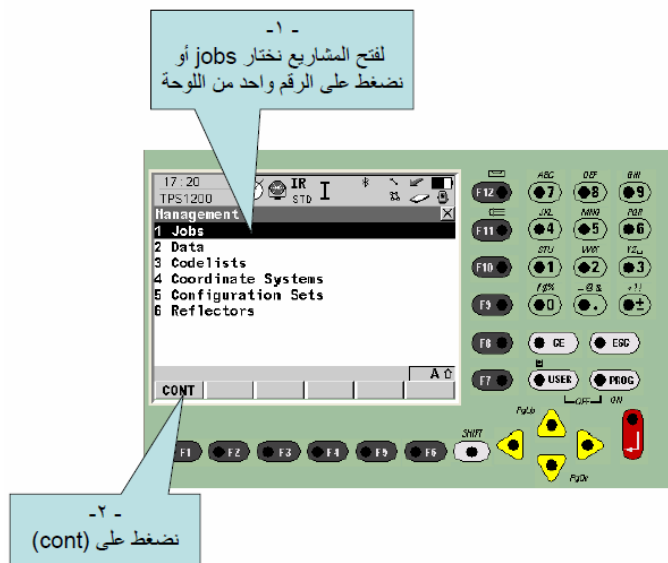 -١-
لفتح المشاريع نختار jobs أو
نضغط على الرقم واحد من اللوحة
17:20
IR
STD
I
TPS1200
Management
1 Jobs
2 Data
3 Codelists
4 Coordinate Systems
5 Configuration Sets
6 Reflectors
A
CONT
F12
ABC
7
DEF
8
GHI
9
F11
JKL
4
MNO
5
PQR
6
F10
STU
1
VWX
2
YZ
3
F9
0
_@&
.
±
F8
CE
ESC
F7
USER
PROG
OFF
ON
F1
F2
F3
F4
F5
F6
SHIFT
PgUp
PgDn
-٢-
نضغط على (cont)